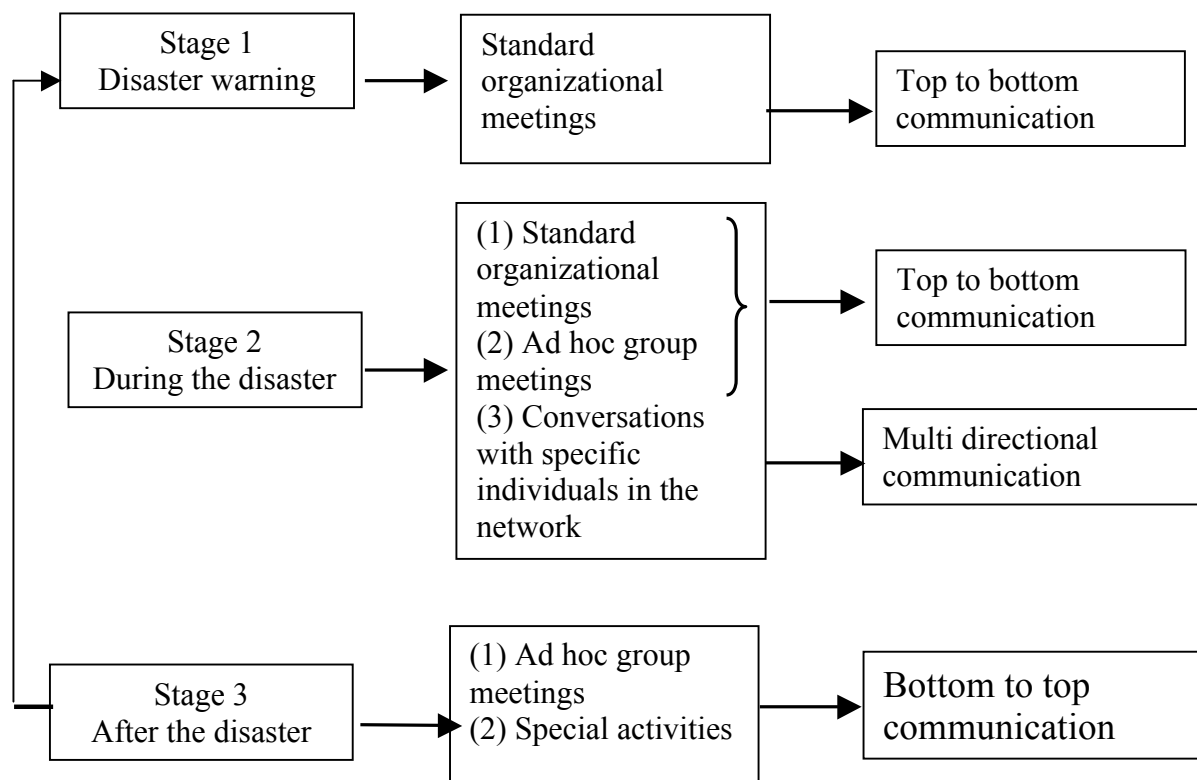 Stage 1
Disaster warning
Standard
organizational
meetings
Top to bottom
communication
Stage 2
During the disaster
(1) Standard
organizational
meetings
(2) Ad hoc group
meetings
(3) Conversations
with specific
individuals in the
network
Top to bottom
communication
Multi directional
communication
Stage 3
After the disaster
(1) Ad hoc group
meetings
(2) Special activities
Bottom to top
communication